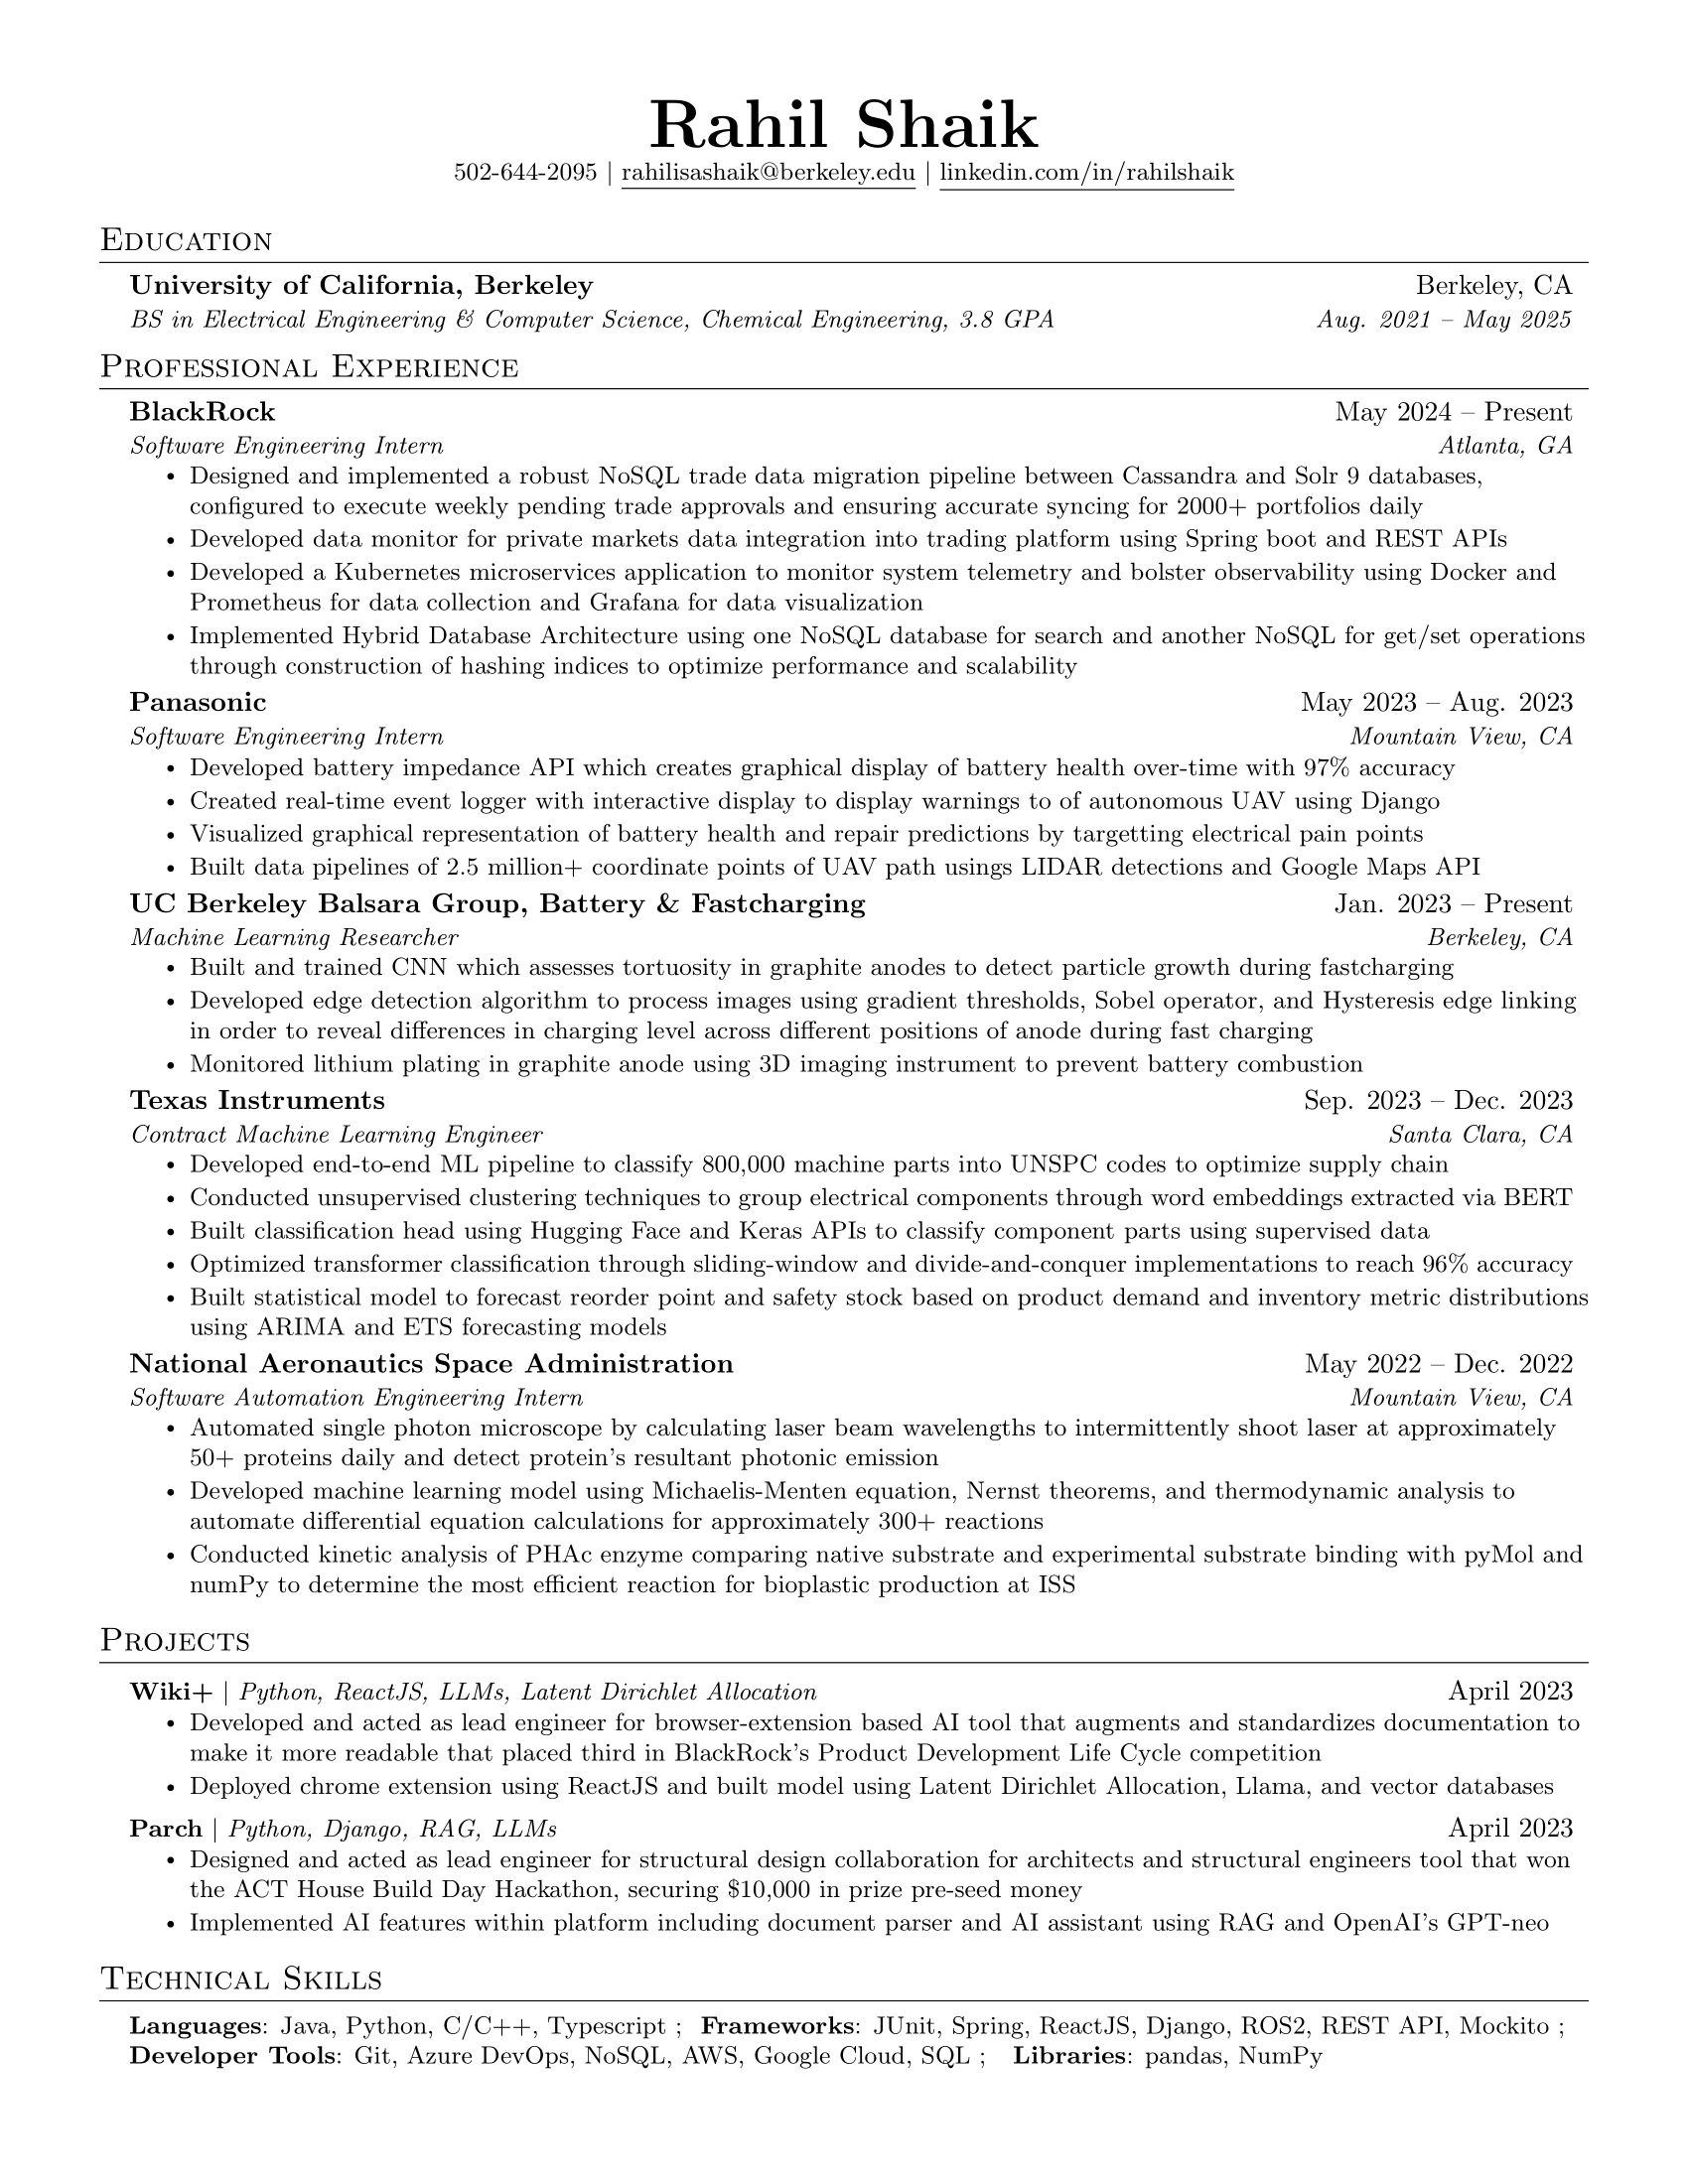 Rahil Shaik
502-644-2095 | rahilisashaik@berkeley.edu | linkedin.com/in/rahilshaik
Education
University of California, Berkeley Berkeley, CA
BS in Electrical Engineering & Computer Science, Chemical Engineering, 3.8 GPA Aug. 2021 – May 2025
Professional Experience
BlackRock May 2024 – Present
Software Engineering Intern Atlanta, GA
• Designed and implemented a robust NoSQL trade data migration pipeline between Cassandra and Solr 9 databases,
configured to execute weekly pending trade approvals and ensuring accurate syncing for 2000+ portfolios daily
• Developed data monitor for private markets data integration into trading platform using Spring boot and REST APIs
• Developed a Kubernetes microservices application to monitor system telemetry and bolster observability using Docker and
Prometheus for data collection and Grafana for data visualization
• Implemented Hybrid Database Architecture using one NoSQL database for search and another NoSQL for get/set operations
through construction of hashing indices to optimize performance and scalability
Panasonic May 2023 – Aug. 2023
Software Engineering Intern Mountain View, CA
• Developed battery impedance API which creates graphical display of battery health over-time with 97% accuracy
• Created real-time event logger with interactive display to display warnings to of autonomous UAV using Django
• Visualized graphical representation of battery health and repair predictions by targetting electrical pain points
• Built data pipelines of 2.5 million+ coordinate points of UAV path usings LIDAR detections and Google Maps API
UC Berkeley Balsara Group, Battery & Fastcharging Jan. 2023 – Present
Machine Learning Researcher Berkeley, CA
• Built and trained CNN which assesses tortuosity in graphite anodes to detect particle growth during fastcharging
• Developed edge detection algorithm to process images using gradient thresholds, Sobel operator, and Hysteresis edge linking
in order to reveal differences in charging level across different positions of anode during fast charging
• Monitored lithium plating in graphite anode using 3D imaging instrument to prevent battery combustion
Texas Instruments Sep. 2023 – Dec. 2023
Contract Machine Learning Engineer Santa Clara, CA
• Developed end-to-end ML pipeline to classify 800,000 machine parts into UNSPC codes to optimize supply chain
• Conducted unsupervised clustering techniques to group electrical components through word embeddings extracted via BERT
• Built classification head using Hugging Face and Keras APIs to classify component parts using supervised data
• Optimized transformer classification through sliding-window and divide-and-conquer implementations to reach 96% accuracy
• Built statistical model to forecast reorder point and safety stock based on product demand and inventory metric distributions
using ARIMA and ETS forecasting models
National Aeronautics Space Administration May 2022 – Dec. 2022
Software Automation Engineering Intern Mountain View, CA
• Automated single photon microscope by calculating laser beam wavelengths to intermittently shoot laser at approximately
50+ proteins daily and detect protein's resultant photonic emission
• Developed machine learning model using Michaelis-Menten equation, Nernst theorems, and thermodynamic analysis to
automate differential equation calculations for approximately 300+ reactions
• Conducted kinetic analysis of PHAc enzyme comparing native substrate and experimental substrate binding with pyMol and
numPy to determine the most efficient reaction for bioplastic production at ISS
Projects
Wiki+ | Python, ReactJS, LLMs, Latent Dirichlet Allocation April 2023
• Developed and acted as lead engineer for browser-extension based AI tool that augments and standardizes documentation to
make it more readable that placed third in BlackRock's Product Development Life Cycle competition
• Deployed chrome extension using ReactJS and built model using Latent Dirichlet Allocation, Llama, and vector databases
Parch | Python, Django, RAG, LLMs April 2023
• Designed and acted as lead engineer for structural design collaboration for architects and structural engineers tool that won
the ACT House Build Day Hackathon, securing $10,000 in prize pre-seed money
• Implemented AI features within platform including document parser and AI assistant using RAG and OpenAI's GPT-neo
Technical Skills
Languages: Java, Python, C/C++, Typescript ; Frameworks: JUnit, Spring, ReactJS, Django, ROS2, REST API, Mockito ;
Developer Tools: Git, Azure DevOps, NoSQL, AWS, Google Cloud, SQL ; Libraries: pandas, NumPy